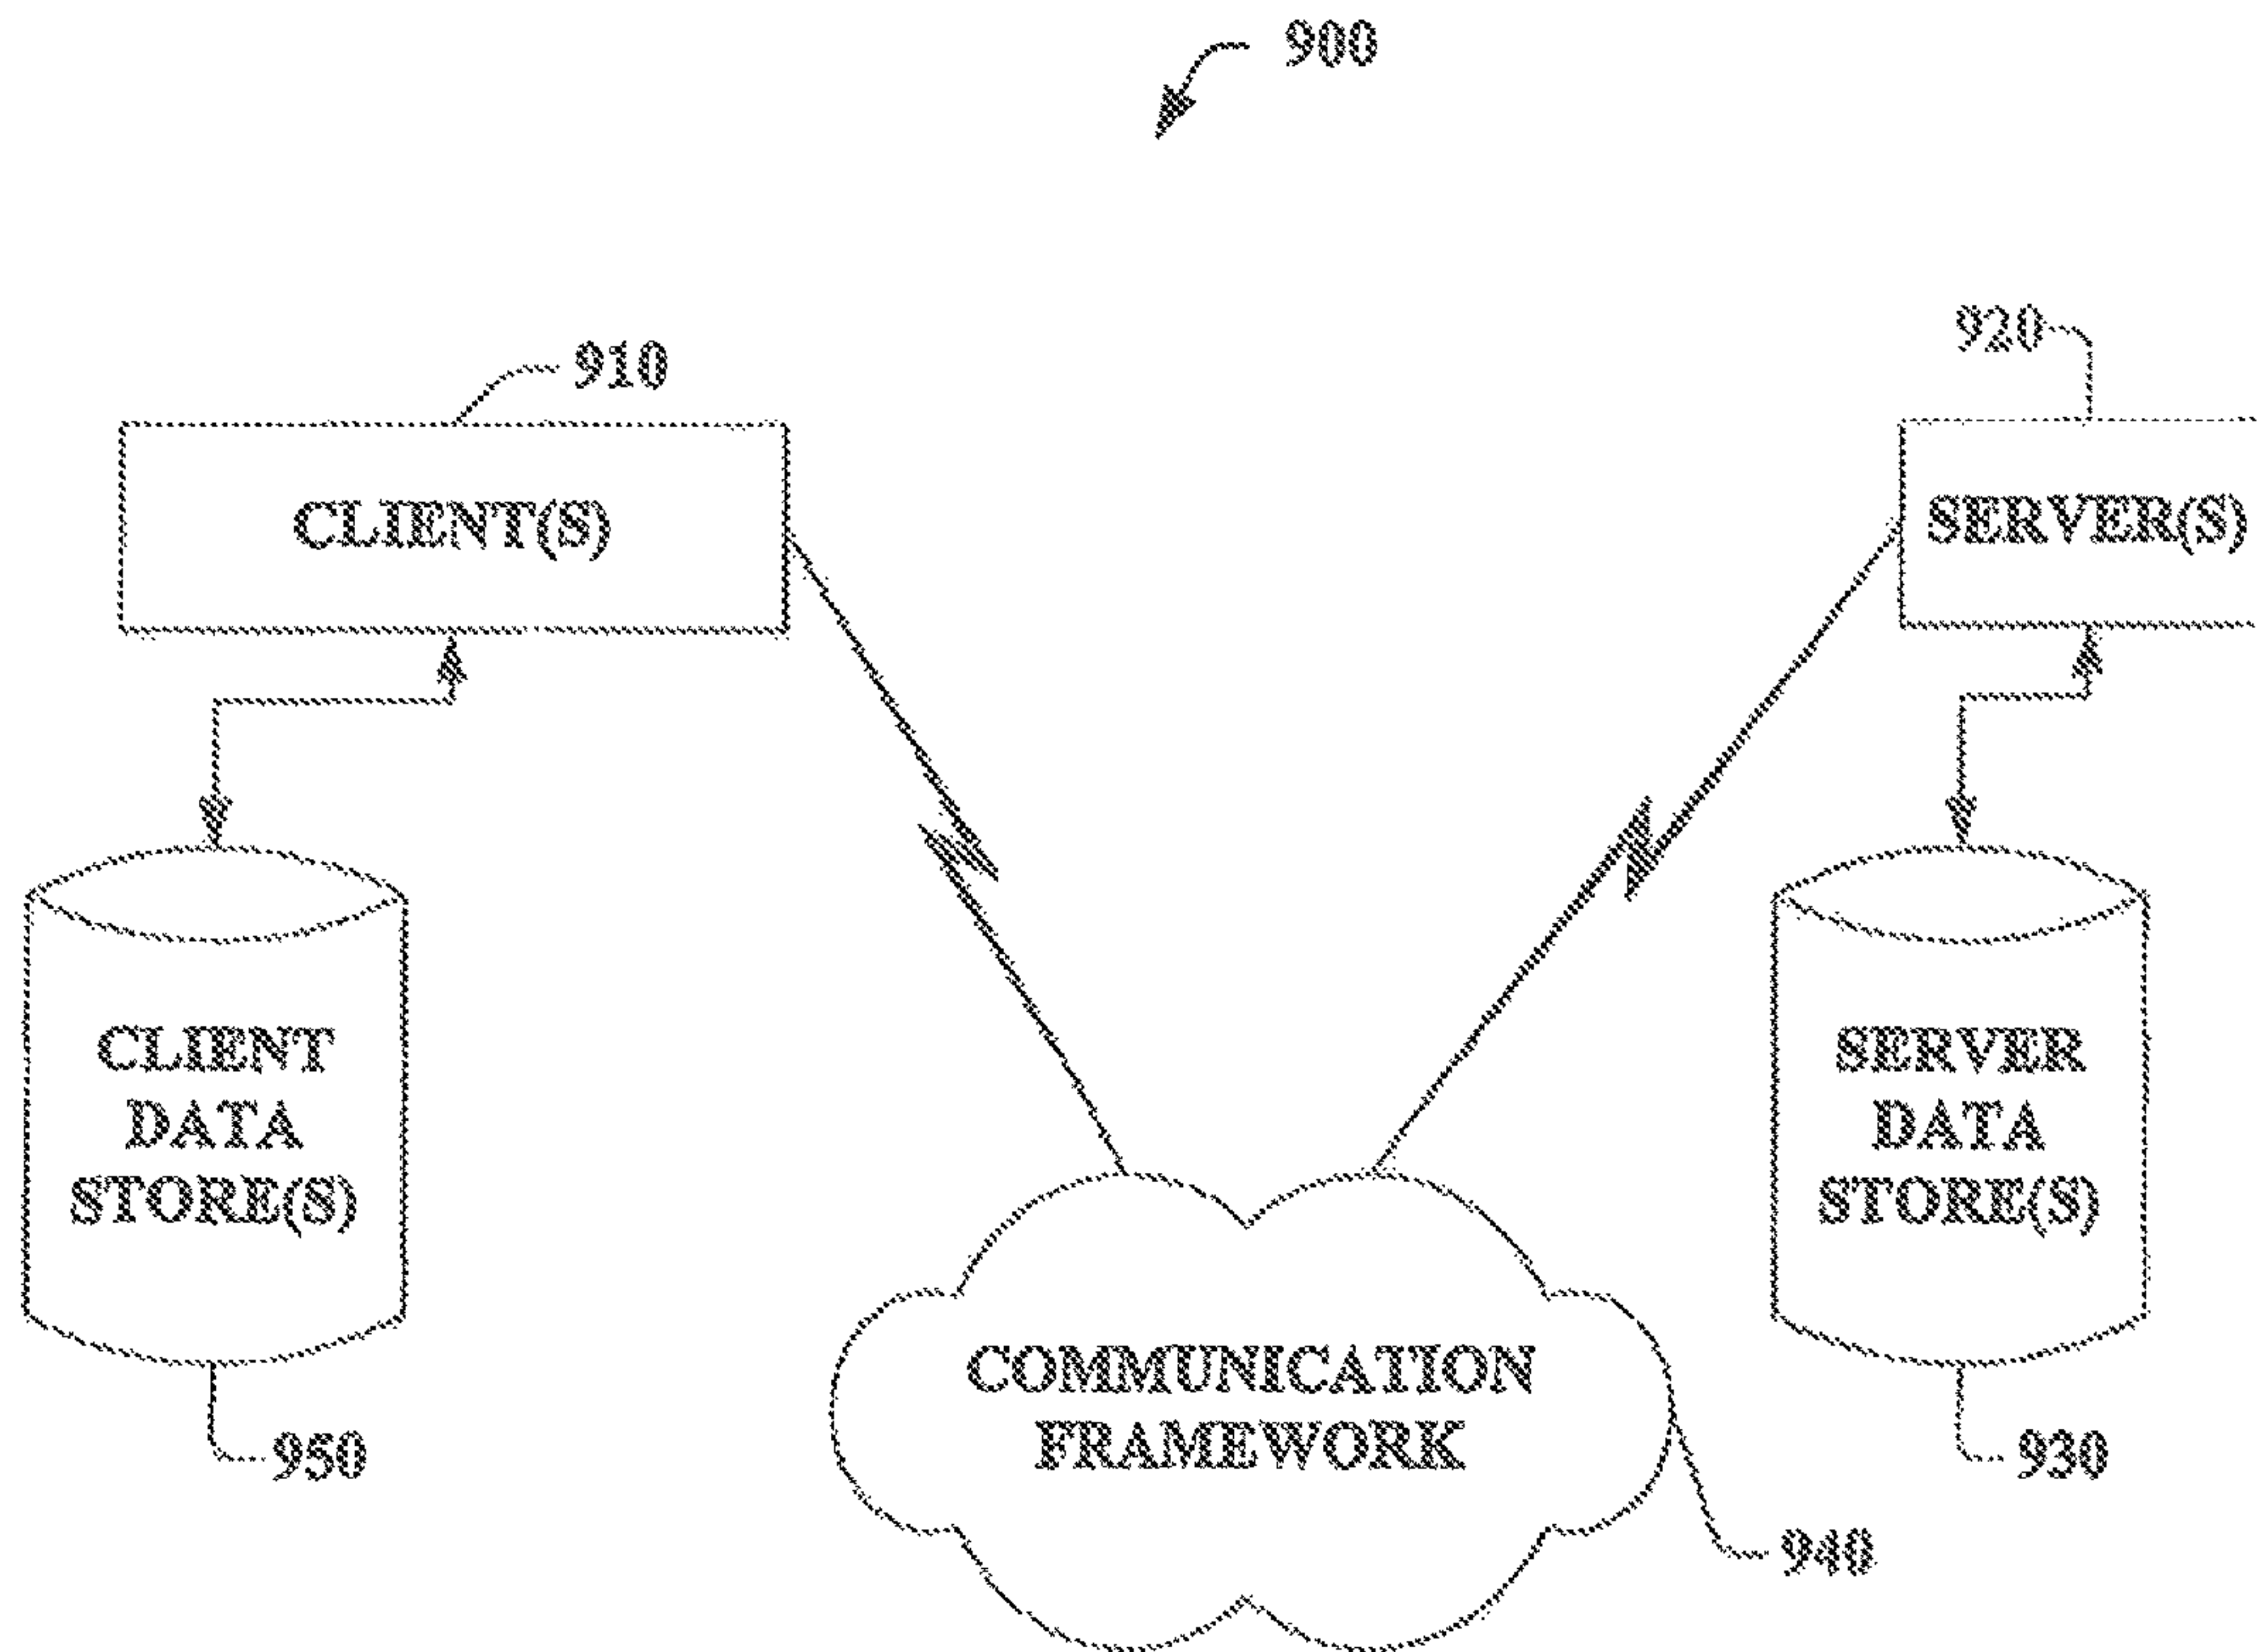 900
910
920
CLIENT(S)
SERVER(S)
CLIENT
DATA
STORE(S)
SERVER
DATA
STORE(S)
COMMUNICATION
FRAMEWORK
950
930
940